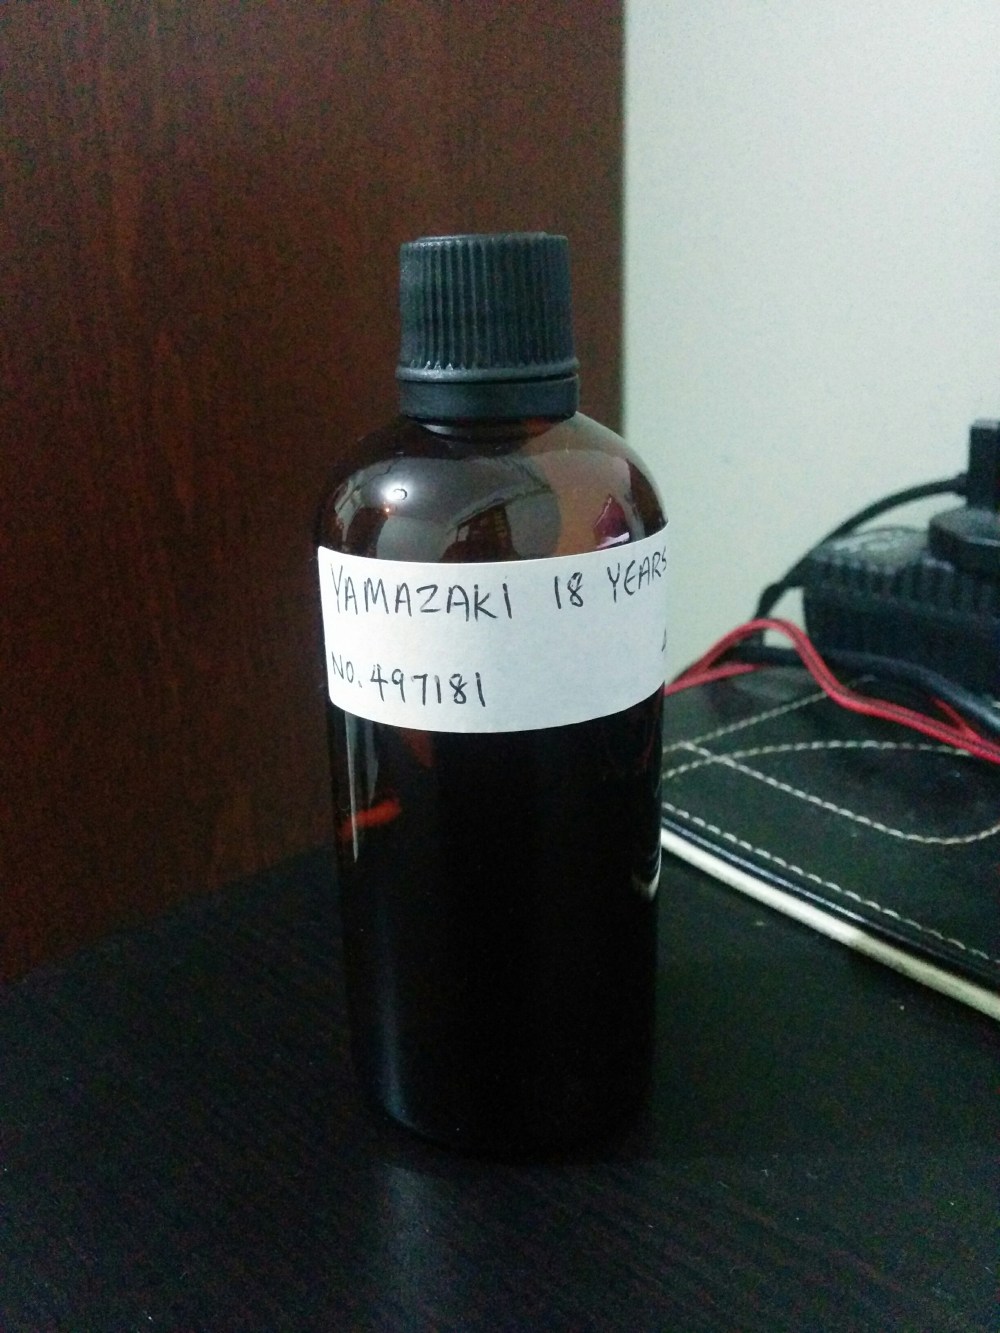 YAMAZAKI 18 YEARS
NO. 497181